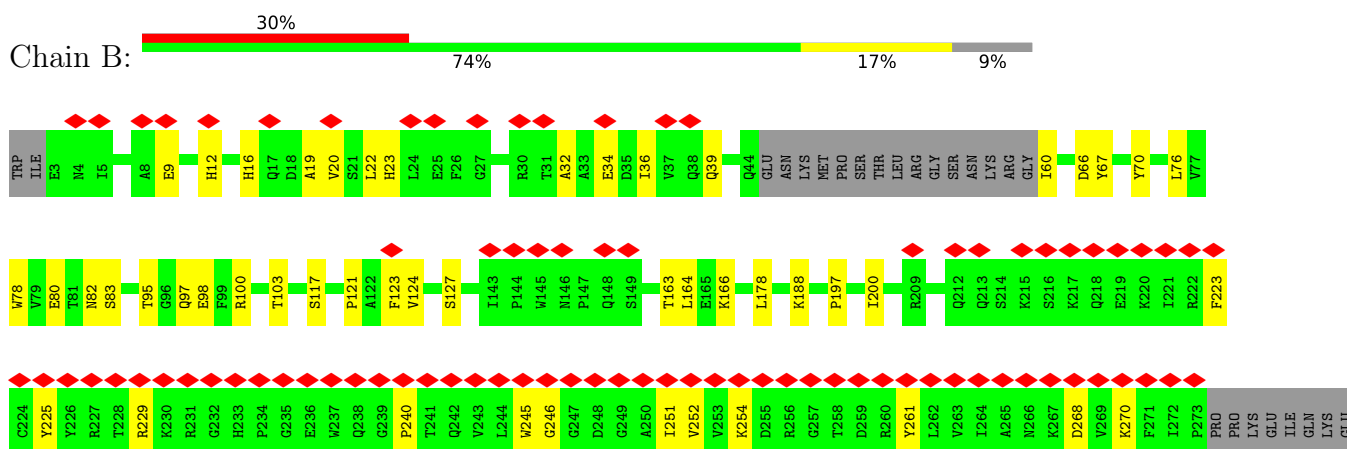 30%
Chain B:
74% 17% 9%
TRP ILE E3 N4 I5 A8 E9 H12 H16 Q17 D18 A19 V20 S21 L22 H23 L24 E25 F26 G27 R30 T31 A32 A33 E34 D35 I36 V37 Q38 Q39 Q44 GLU ASN LYS MET PRO SER THR LEU ARG GLY SER ASN LYS ARG GLY I60 D66 Y67 Y70 L76 V77
W78 V79 E80 T81 N82 S83 T95 G96 Q97 E98 F99 R100 T103 S117 P121 A122 F123 V124 S127 I143 P144 W145 N146 P147 Q148 S149 T163 L164 E165 K166 L178 K188 P197 I200 R209 Q212 Q213 S214 K215 S216 K217 Q218 E219 K220 I221 R222 F223
C224 Y225 Y226 R227 T228 R229 K230 R231 G232 H233 P234 G235 E236 W237 Q238 G239 P240 T241 Q242 V243 L244 W245 G246 G247 D248 G249 A250 I251 V252 V253 K254 D255 R256 G257 T258 D259 R260 Y261 L262 V263 I264 A265 N266 K267 D268 V269 K270 F271 I272 P273 PRO PRO LYS GLU ILE GLN LYS GLU